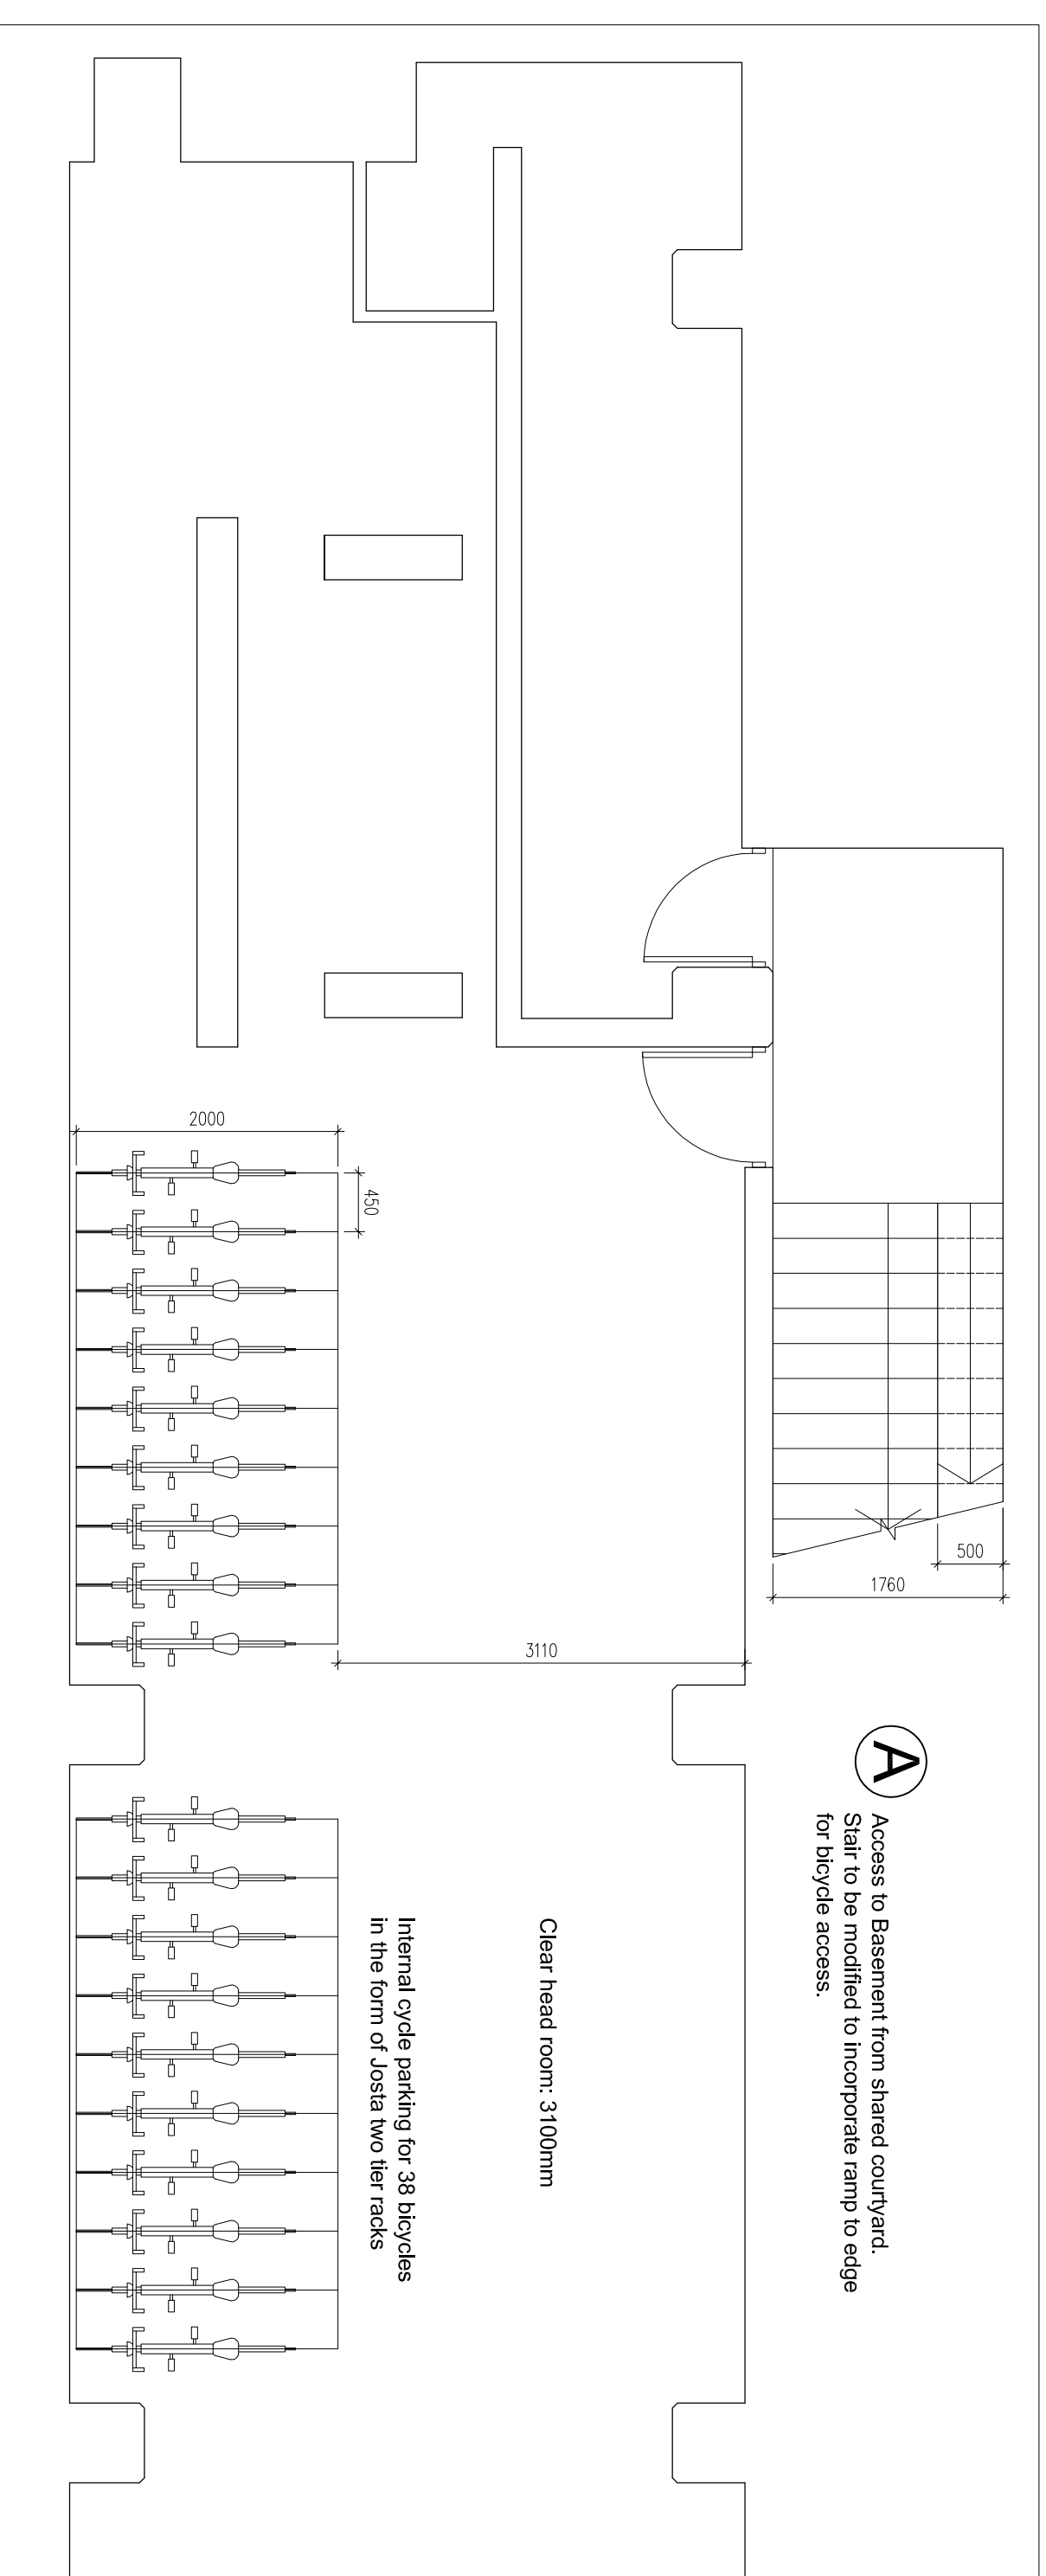 2000
450
500
1760
3110
A
Access to Basement from shared courtyard.
Stair to be modified to incorporate ramp to edge
for bicycle access.
Clear head room: 3100mm
Internal cycle parking for 38 bicycles
in the form of Josta two tier racks